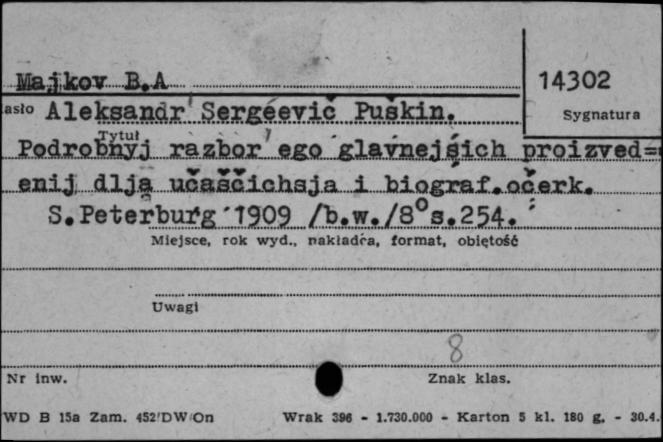 Majkov B.A
14302
asło Aleksandr Sergéevič Puškin.
Sygnatura
Tytuł
Podrobnyj razbor ego glavnejšich proizved=
enij dlja učaščichsja i biograf.očerk.
S.Peterburg 1909 /b.w./8° s.254.
Miejsce, rok wyd., nakładca, format, objętość
Uwagi
8
Nr inw.
Znak klas.
WD B 15a Zam. 452/DW/On Wrak 396 - 1.730.000 - Karton 5 kl. 180 g. - 30.4.